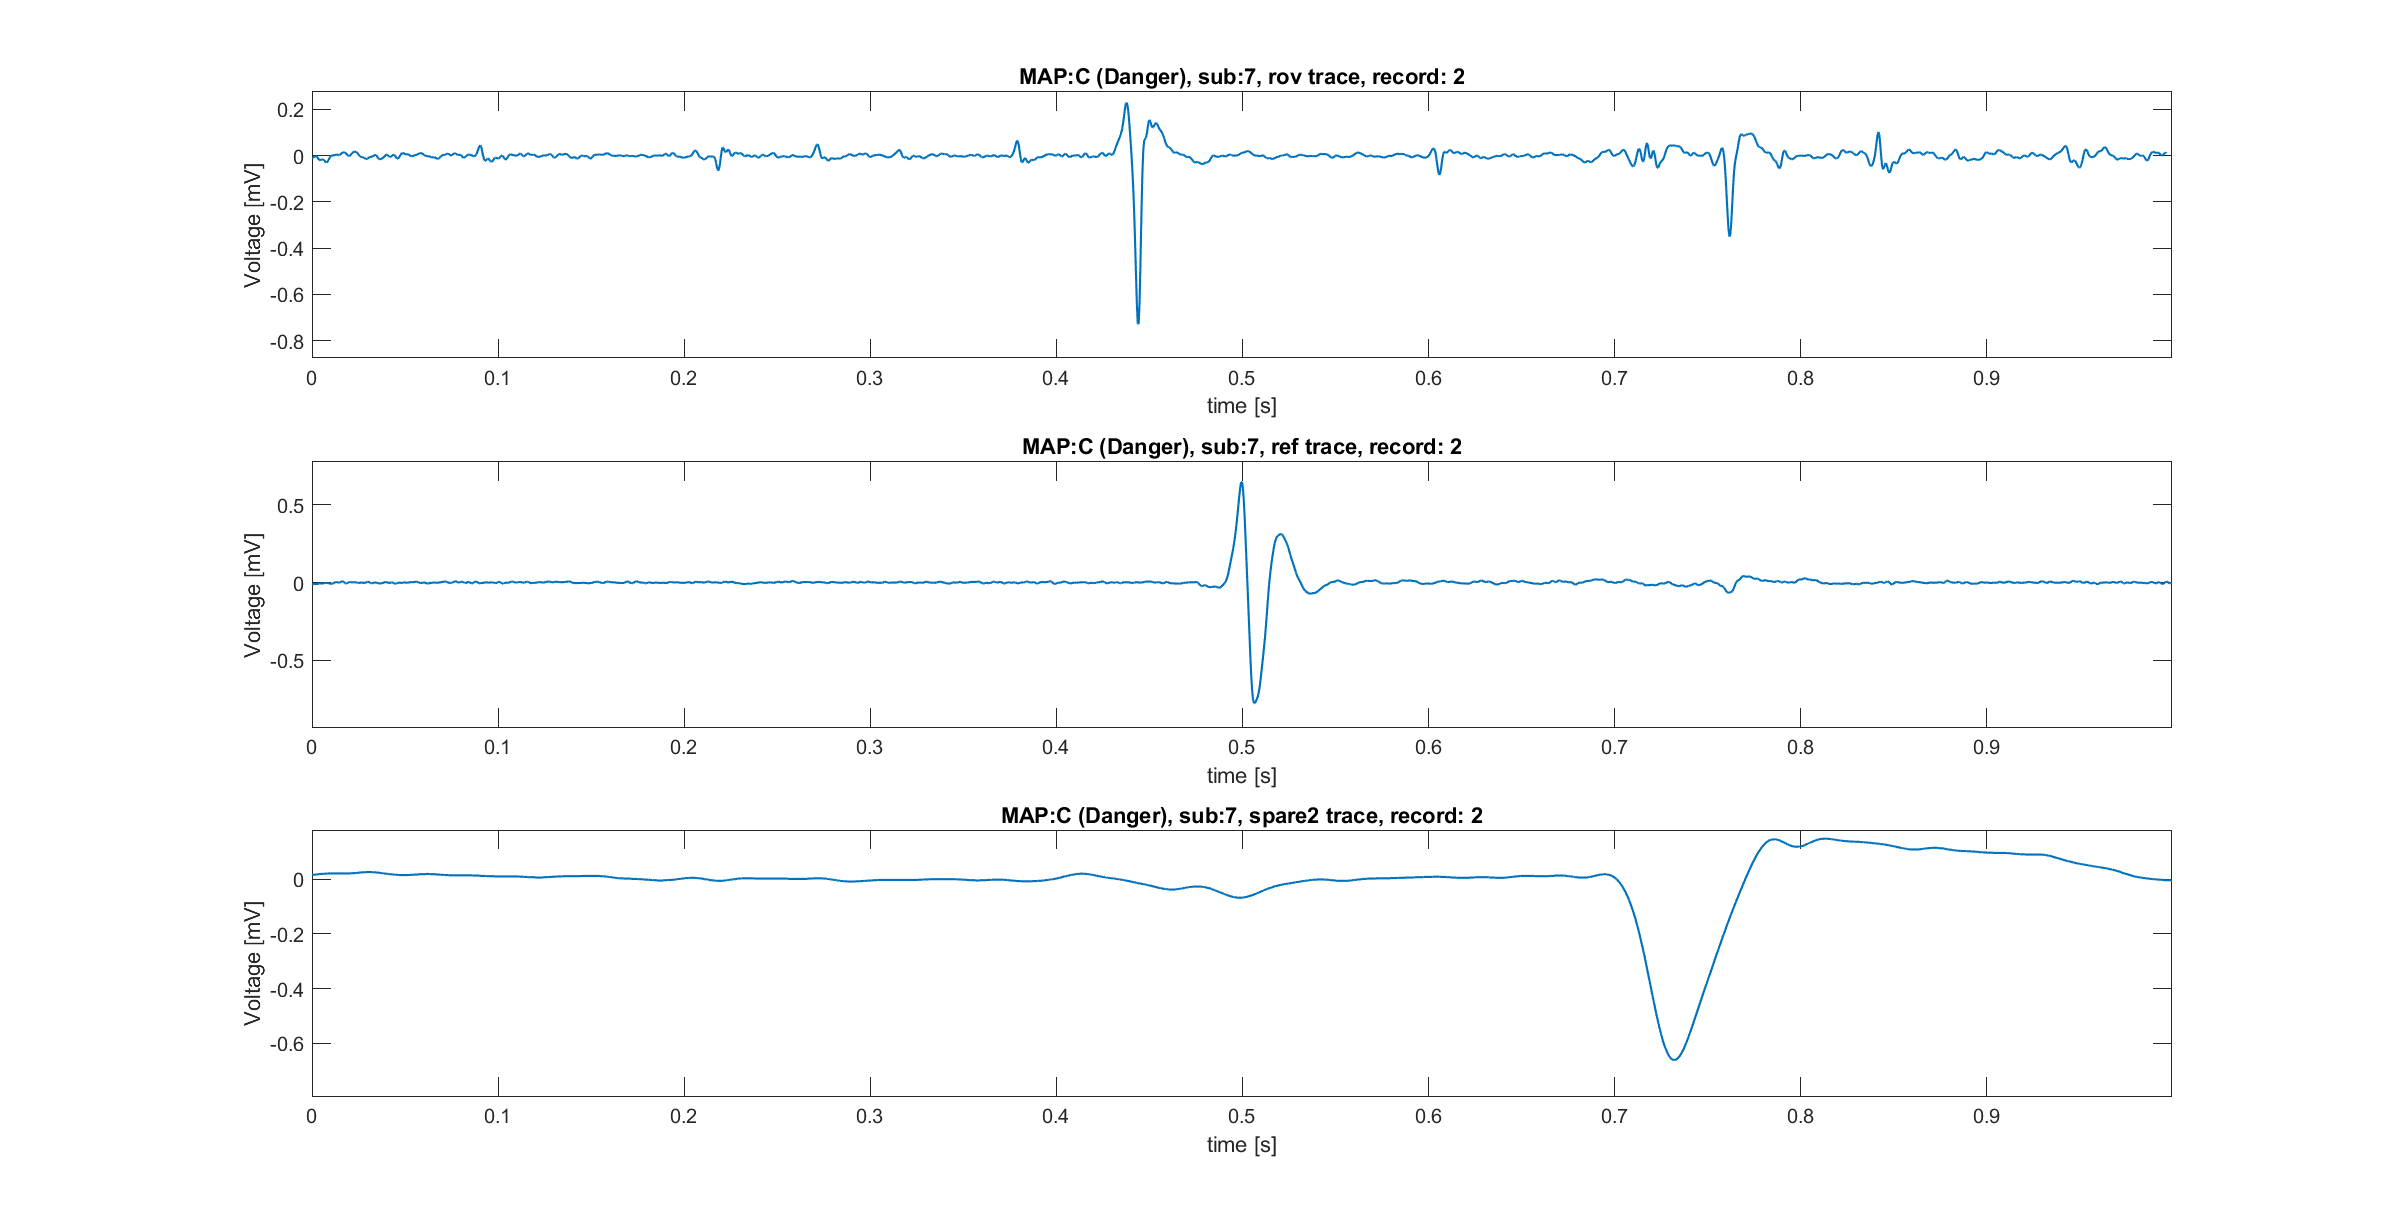 MAP:C (Danger), sub:7, rov trace, record: 2
0.2
0
-0.2
-0.4
-0.6
-0.8
Voltage [mV]
0 0.1 0.2 0.3 0.4 0.5 0.6 0.7 0.8 0.9
time [s]
MAP:C (Danger), sub:7, ref trace, record: 2
0.5
0
-0.5
Voltage [mV]
0 0.1 0.2 0.3 0.4 0.5 0.6 0.7 0.8 0.9
time [s]
MAP:C (Danger), sub:7, spare2 trace, record: 2
0
-0.2
-0.4
-0.6
Voltage [mV]
0 0.1 0.2 0.3 0.4 0.5 0.6 0.7 0.8 0.9
time [s]